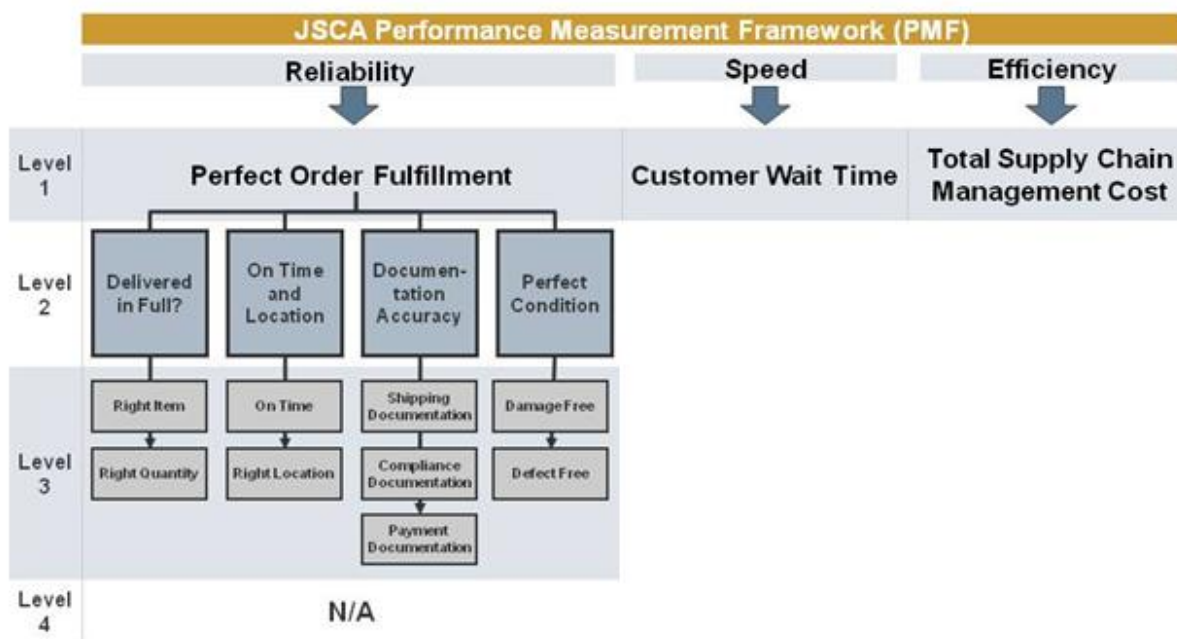 JSCA Performance Measurement Framework (PMF)
Reliability
Speed
Efficiency
Level
1
Perfect Order Fulfillment
Customer Wait Time
Total Supply Chain
Management Cost
Level
2
Delivered
in Full?
On Time
and
Location
Documen-
tation
Accuracy
Perfect
Condition
Level
3
Right Item
On Time
Shipping
Documentation
Damage Free
Right Quantity
Right Location
Compliance
Documentation
Defect Free
Payment
Documentation
Level
4
N/A